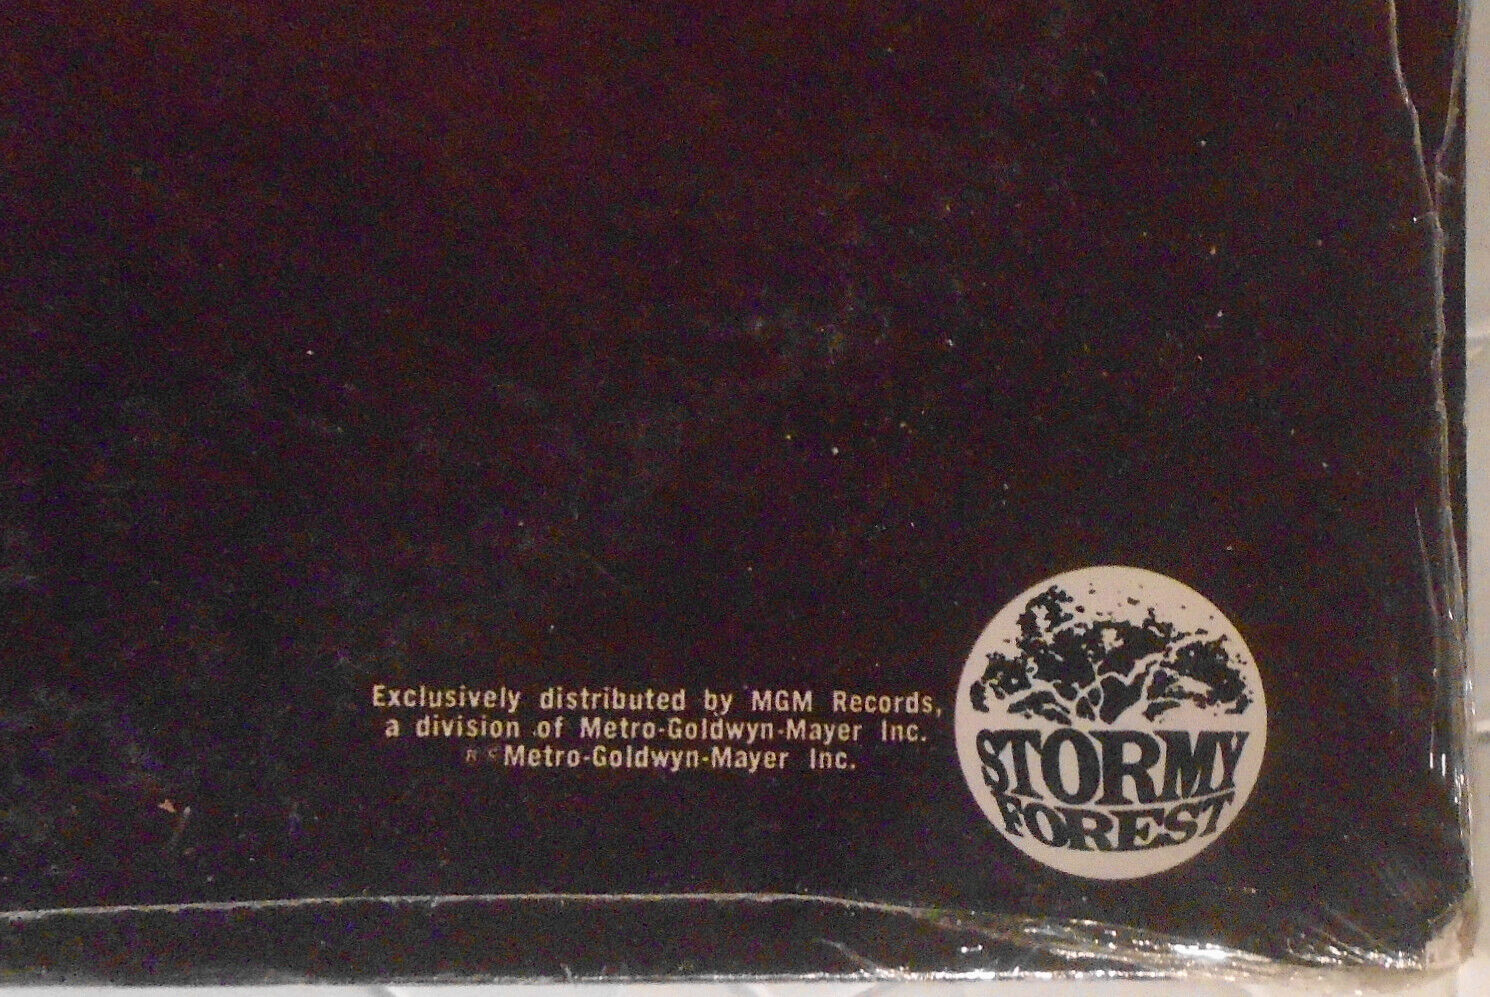 Exclusively distributed by MGM Records,
a division of Metro-Goldwyn-Mayer Inc.
Metro-Goldwyn-Mayer Inc.
STORMY
FOREST